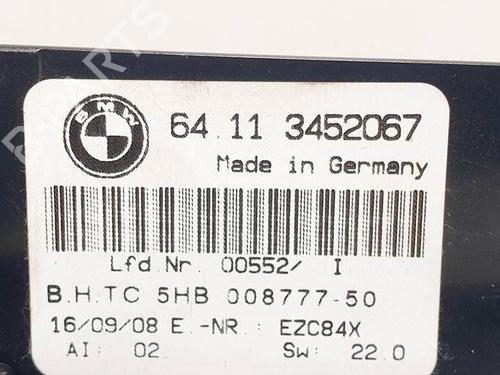 BMW
64.11 3452067
Made in Germany
Lfd.Nr. 00552/ I
B.H.TC 5HB 008777-50
16/09/08 E.-NR.: EZC84X
AI: 02 Sw: 22.0